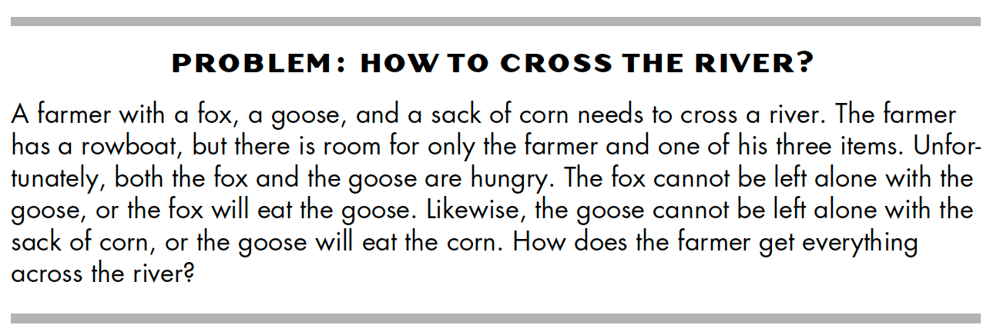 PROBLEM: HOW TO CROSS THE RIVER?
A farmer with a fox, a goose, and a sack of corn needs to cross a river. The farmer
has a rowboat, but there is room for only the farmer and one of his three items. Unfor-
tunately, both the fox and the goose are hungry. The fox cannot be left alone with the
goose, or the fox will eat the goose. Likewise, the goose cannot be left alone with the
sack of corn, or the goose will eat the corn. How does the farmer get everything
across the river?